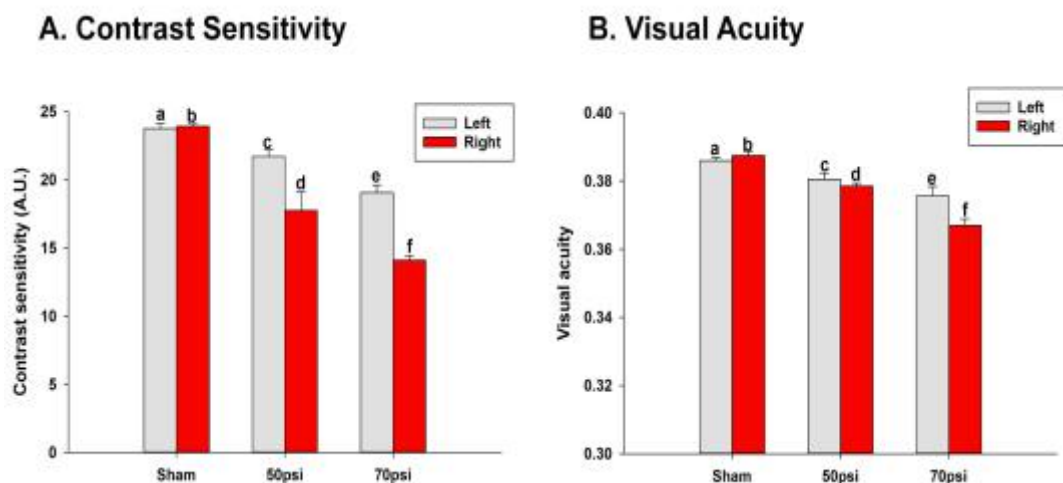 A. Contrast Sensitivity
Contrast sensitivity (A.U.)
25
20
15
10
5
0
a
b
c
d
e
f
Left
Right
Sham
50psi
70psi
B. Visual Acuity
Visual acuity
0.40
0.38
0.36
0.34
0.32
0.30
a
b
c
d
e
f
Left
Right
Sham
50psi
70psi